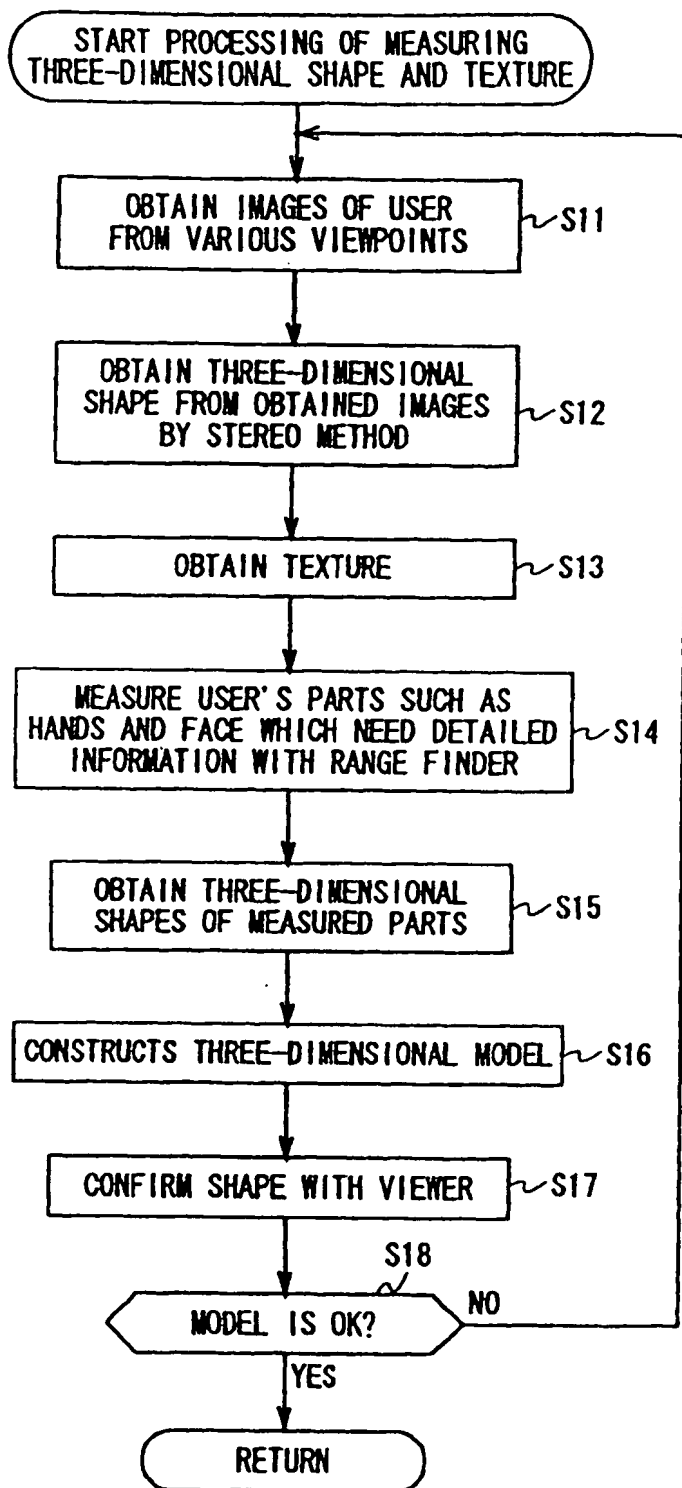 START PROCESSING OF MEASURING
THREE-DIMENSIONAL SHAPE AND TEXTURE
OBTAIN IMAGES OF USER
FROM VARIOUS VIEWPOINTS
S11
OBTAIN THREE-DIMENSIONAL
SHAPE FROM OBTAINED IMAGES
BY STEREO METHOD
S12
OBTAIN TEXTURE
S13
MEASURE USER'S PARTS SUCH AS
HANDS AND FACE WHICH NEED DETAILED
INFORMATION WITH RANGE FINDER
S14
OBTAIN THREE-DIMENSIONAL
SHAPES OF MEASURED PARTS
S15
CONSTRUCTS THREE-DIMENSIONAL MODEL
S16
CONFIRM SHAPE WITH VIEWER
S17
S18
MODEL IS OK?
NO
YES
RETURN